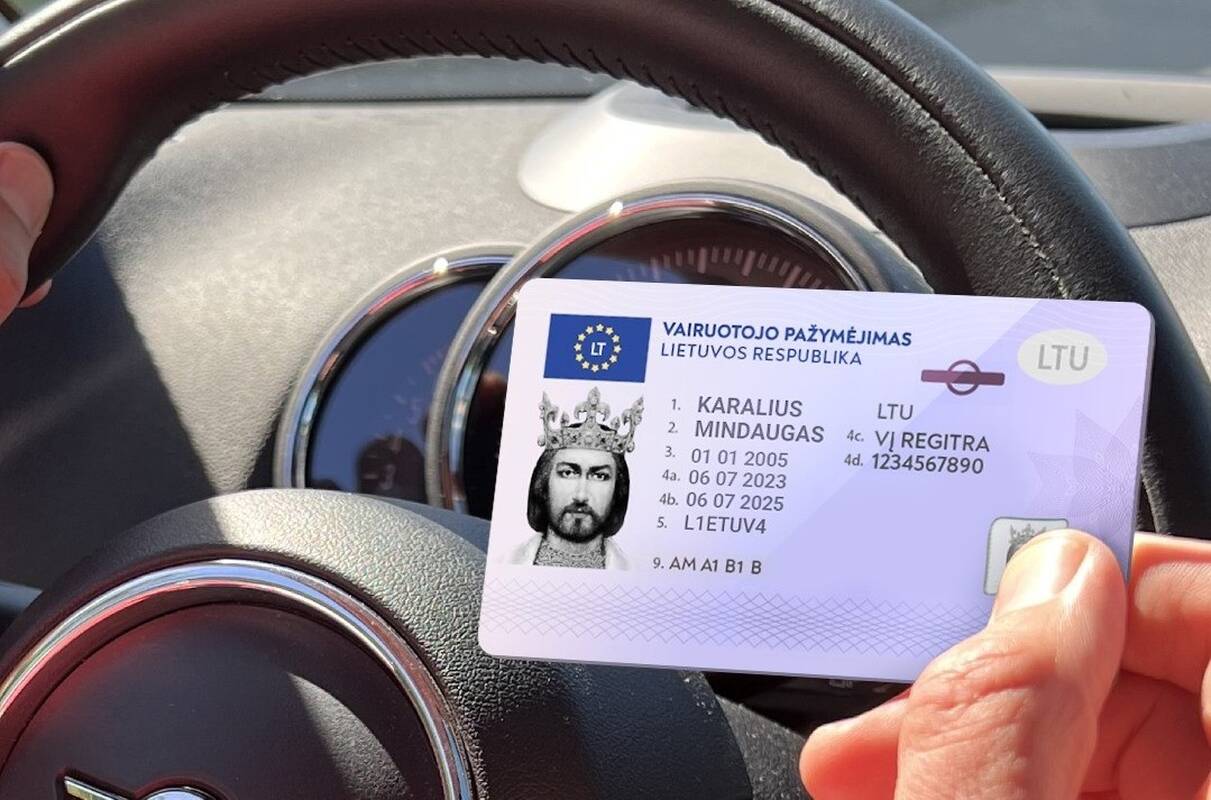 LT
VAIRUOTOJO PAŽYMĖJIMAS
LIETUVOS RESPUBLIKA
LTU
1. KARALIUS
2. MINDAUGAS
3. 01 01 2005
4a. 06 07 2023
4b. 06 07 2025
5. L1ETUV4
9. AM A1 B1 B
LTU
4c. VĮ REGITRA
4d. 1234567890